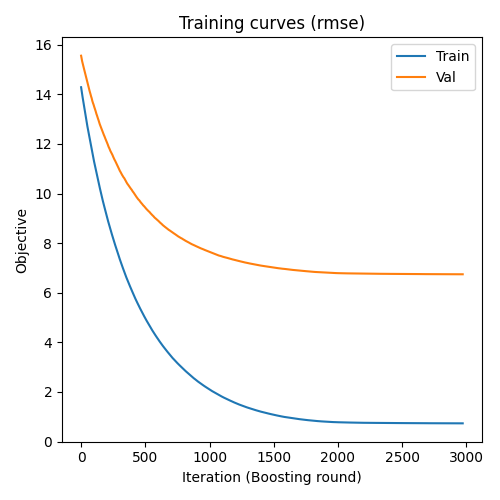 Training curves (rmse)
Train
Val
Objective
16
14
12
10
8
6
4
2
0
0 500 1000 1500 2000 2500 3000
Iteration (Boosting round)